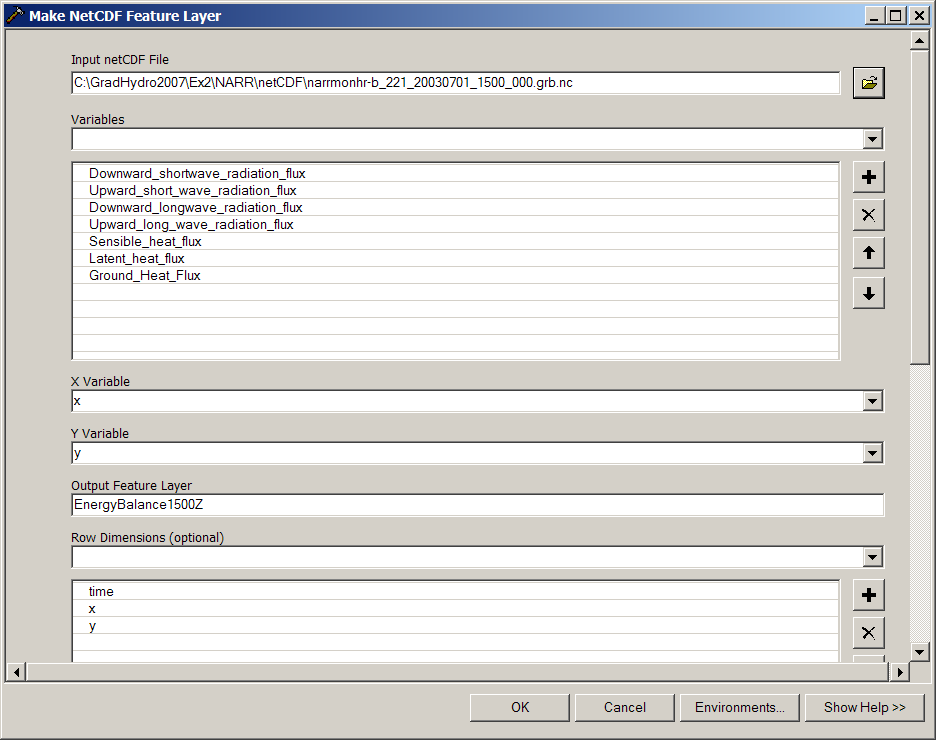 Make NetCDF Feature Layer
Input netCDF File
C:\GradHydro2007\Ex2\NARR\netCDF\narrmonhr-b_221_20030701_1500_000.grb.nc
Variables
Downward_shortwave_radiation_flux
Upward_short_wave_radiation_flux
Downward_longwave_radiation_flux
Upward_long_wave_radiation_flux
Sensible_heat_flux
Latent_heat_flux
Ground_Heat_Flux
X Variable
x
Y Variable
y
Output Feature Layer
EnergyBalance1500Z
Row Dimensions (optional)
time
x
y
OK Cancel Environments... Show Help >>